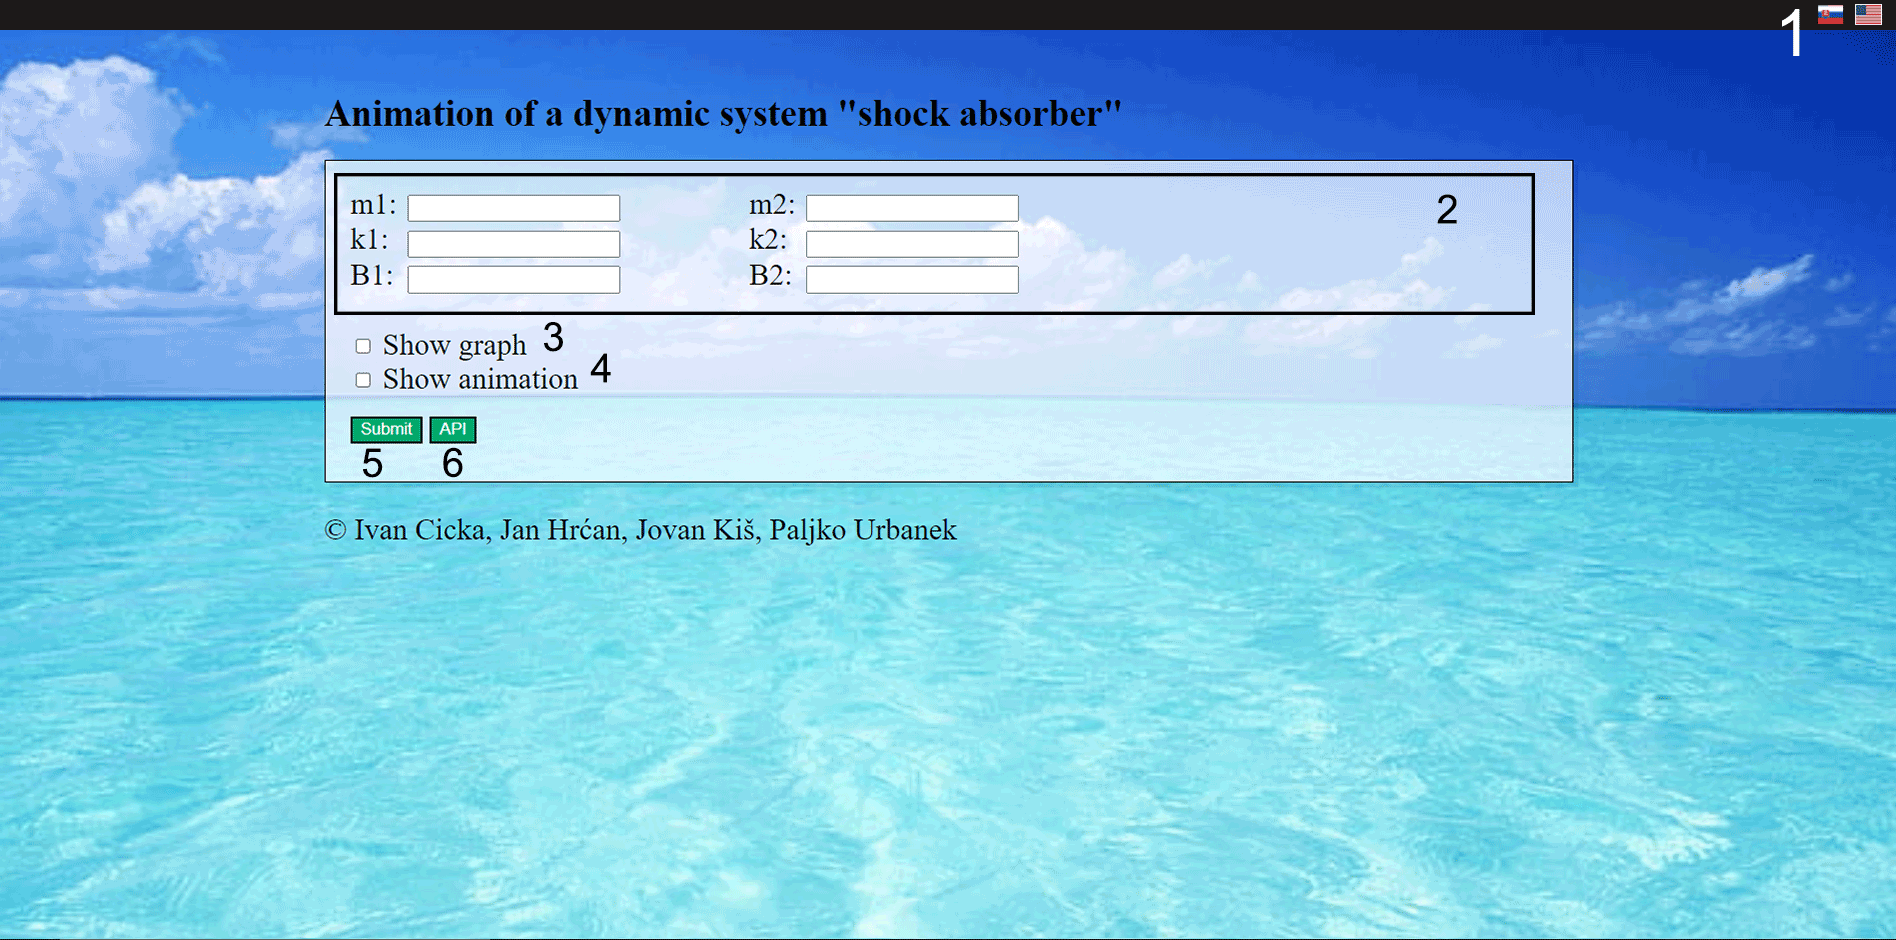 1
Animation of a dynamic system "shock absorber"
m1: m2: 2
k1: k2:
B1: B2:
Show graph 3
Show animation 4
Submit API
5 6
© Ivan Cicka, Jan Hrćan, Jovan Kiš, Paljko Urbanek